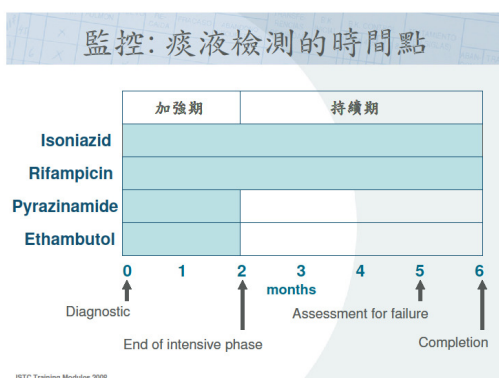 監控: 痰液檢測的時間點
加強期 持續期
Isoniazid
Rifampicin
Pyrazinamide
Ethambutol
0 1 2 3 4 5 6
months
Diagnostic
Assessment for failure
End of intensive phase
Completion
ISTC Training Modules 2008